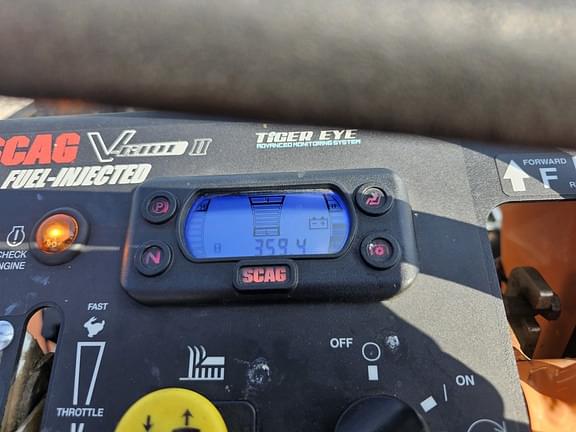 SCAG V RIDE II
FUEL-INJECTED
TIGER EYE
ADVANCED MONITORING SYSTEM
FORWARD
F
R
P
N
359.4
SCAG
CHECK
ENGINE
FAST
THROTTLE
OFF
ON